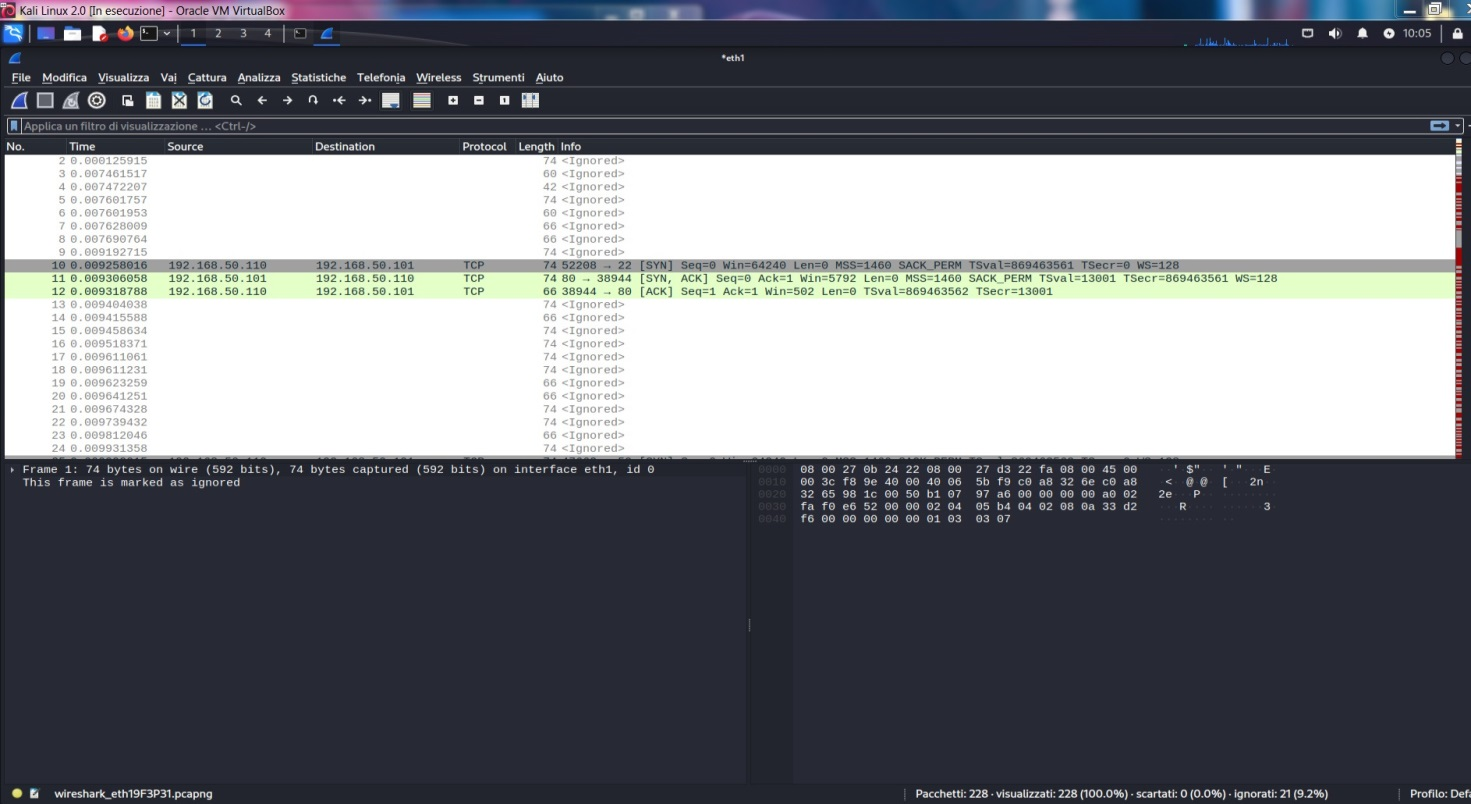 Kali Linux 2.0 [In esecuzione] - Oracle VM VirtualBox
1 2 3 4 10:05
*eth1
File Modifica Visualizza Vai Cattura Analizza Statistiche Telefonia Wireless Strumenti Aiuto
Applica un filtro di visualizzazione ... <Ctrl-/>
No. Time Source Destination Protocol Length Info
2 0.000125915 74 <Ignored>
3 0.007461517 60 <Ignored>
4 0.007472207 42 <Ignored>
5 0.007601757 74 <Ignored>
6 0.007601953 60 <Ignored>
7 0.007628009 66 <Ignored>
8 0.007690764 66 <Ignored>
9 0.009192715 74 <Ignored>
10 0.009258016 192.168.50.110 192.168.50.101 TCP 74 52208 → 22 [SYN] Seq=0 Win=64240 Len=0 MSS=1460 SACK_PERM TSval=869463561 TSecr=0 WS=128
11 0.009306058 192.168.50.101 192.168.50.110 TCP 74 80 → 38944 [SYN, ACK] Seq=0 Ack=1 Win=5792 Len=0 MSS=1460 SACK_PERM TSval=13001 TSecr=869463561 WS=128
12 0.009318788 192.168.50.110 192.168.50.101 TCP 66 38944 → 80 [ACK] Seq=1 Ack=1 Win=502 Len=0 TSval=869463562 TSecr=13001
13 0.009404038 74 <Ignored>
14 0.009415588 66 <Ignored>
15 0.009458634 74 <Ignored>
16 0.009518371 74 <Ignored>
17 0.009611061 74 <Ignored>
18 0.009611231 74 <Ignored>
19 0.009623259 66 <Ignored>
20 0.009641251 66 <Ignored>
21 0.009674328 74 <Ignored>
22 0.009739432 74 <Ignored>
23 0.009812046 66 <Ignored>
24 0.009931358 74 <Ignored>
Frame 1: 74 bytes on wire (592 bits), 74 bytes captured (592 bits) on interface eth1, id 0
This frame is marked as ignored
0000 08 00 27 0b 24 22 08 00 27 d3 22 fa 08 00 45 00 ··'·$"·· '·"···E·
0010 00 3c f8 9e 40 00 40 06 5b f9 c0 a8 32 6e c0 a8 ·<··@·@· [···2n··
0020 32 65 98 1c 00 50 b1 07 97 a6 00 00 00 00 a0 02 2e···P·· ········
0030 fa f0 e6 52 00 00 02 04 05 b4 04 02 08 0a 33 d2 ···R···· ······3·
0040 f6 00 00 00 00 00 01 03 03 07 ········ ··
wireshark_eth19F3P31.pcapng
Pacchetti: 228 · visualizzati: 228 (100.0%) · scartati: 0 (0.0%) · ignorati: 21 (9.2%)
Profilo: Defa